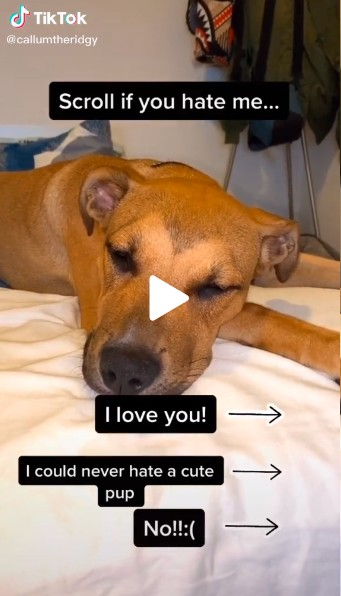 TikTok
@callumtheridgy
Scroll if you hate me...
I love you!
I could never hate a cute
pup
No!!:(